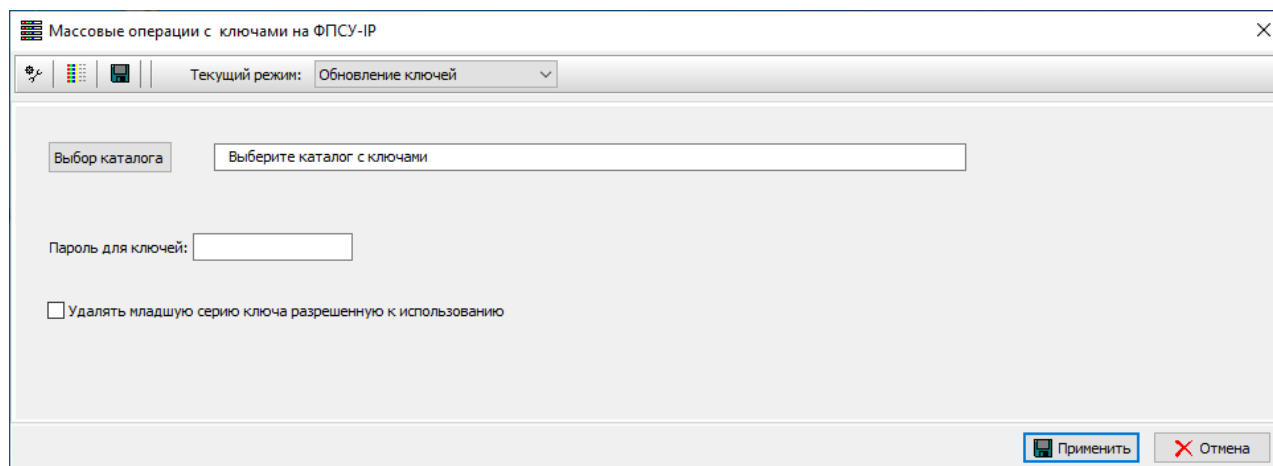 Массовые операции с ключами на ФПСУ-IP
Текущий режим: Обновление ключей
Выбор каталога Выберите каталог с ключами
Пароль для ключей:
Удалять младшую серию ключа разрешенную к использованию
Применить Отмена